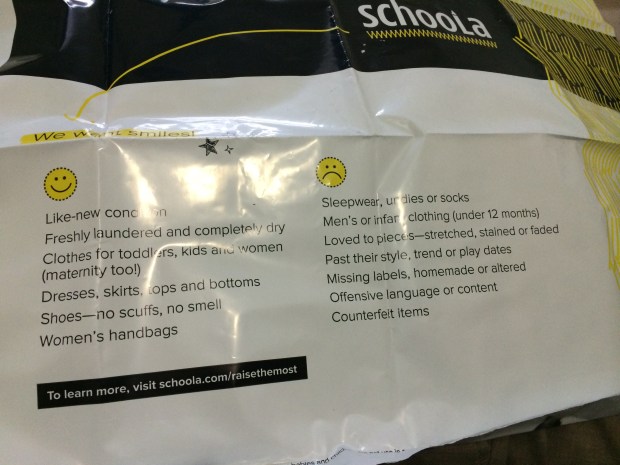 schoola
We want smiles!
Like-new condition
Freshly laundered and completely dry
Clothes for toddlers, kids and women
(maternity too!)
Dresses, skirts, tops and bottoms
Shoes—no scuffs, no smell
Women's handbags
Sleepwear, undies or socks
Men's or infant clothing (under 12 months)
Loved to pieces—stretched, stained or faded
Past their style, trend or play dates
Missing labels, homemade or altered
Offensive language or content
Counterfeit items
To learn more, visit schoola.com/raisethemost